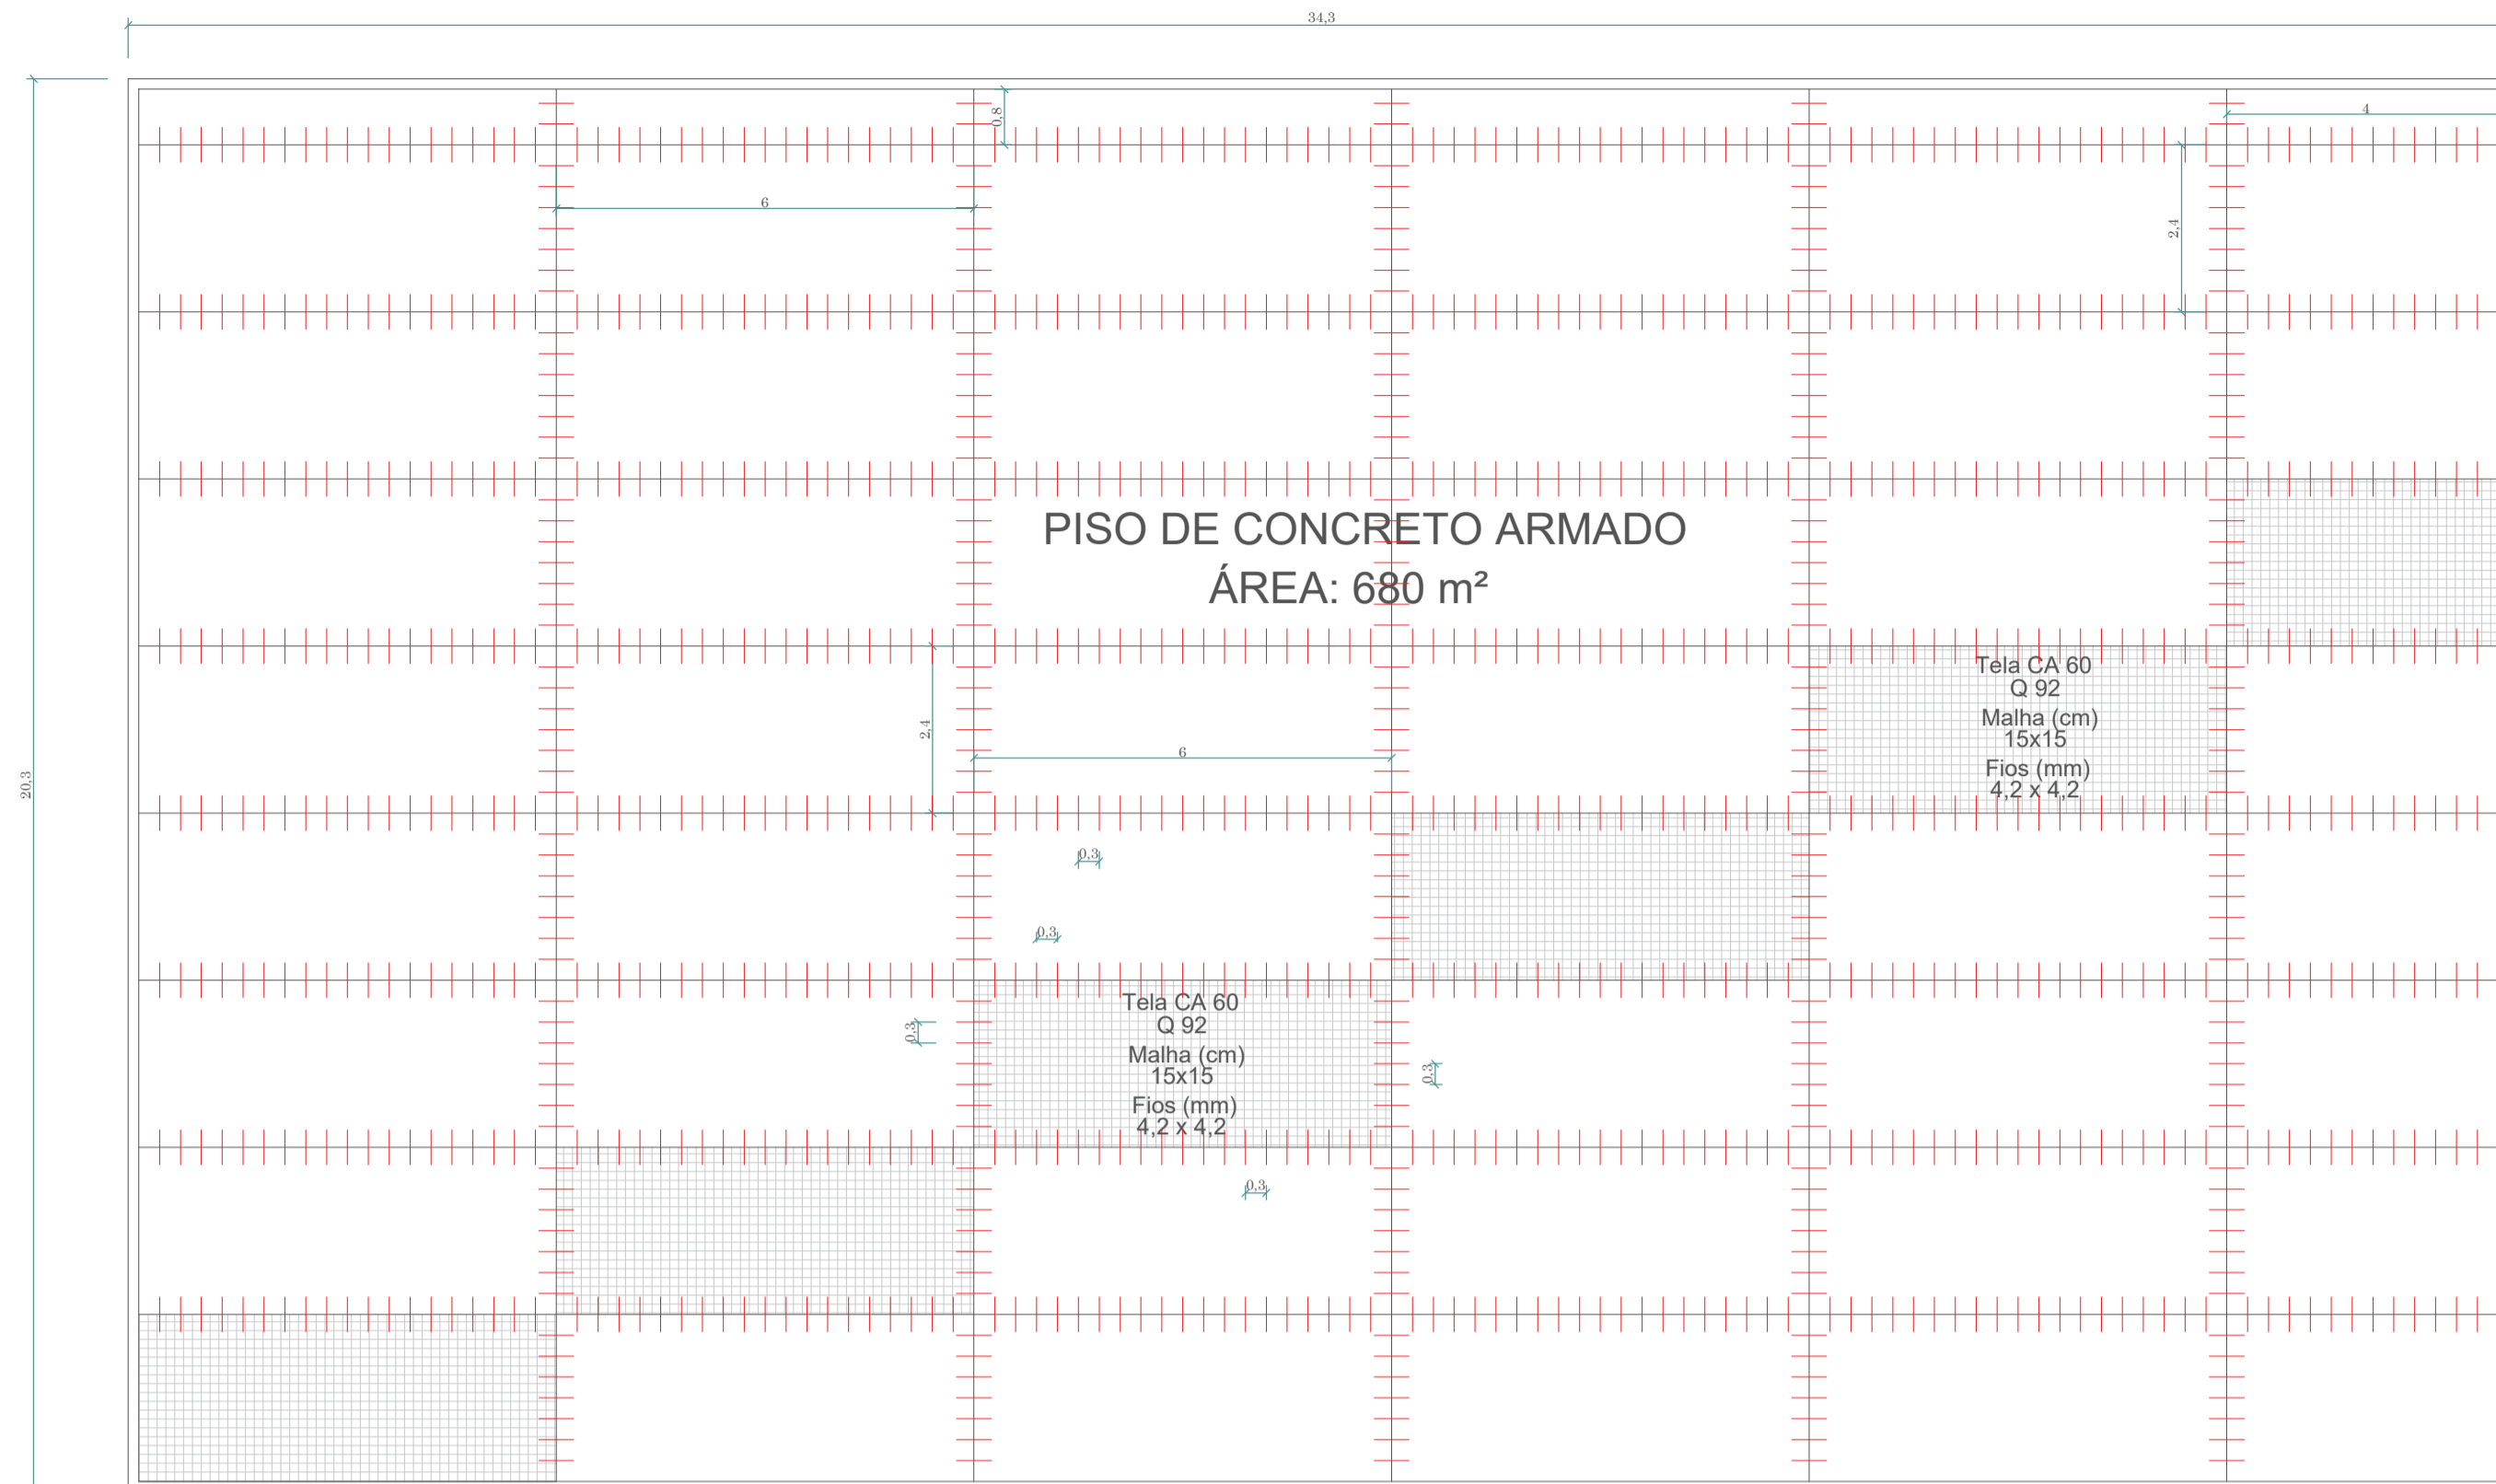 34,3
0,8
4
6
2,4
PISO DE CONCRETO ARMADO
ÁREA: 680 m²
Tela CA 60
Q 92
Malha (cm)
15x15
Fios (mm)
4,2 x 4,2
2,4
6
20,3
0,3
0,3
Tela CA 60
Q 92
Malha (cm)
15x15
Fios (mm)
4,2 x 4,2
0,3
0,3
0,3